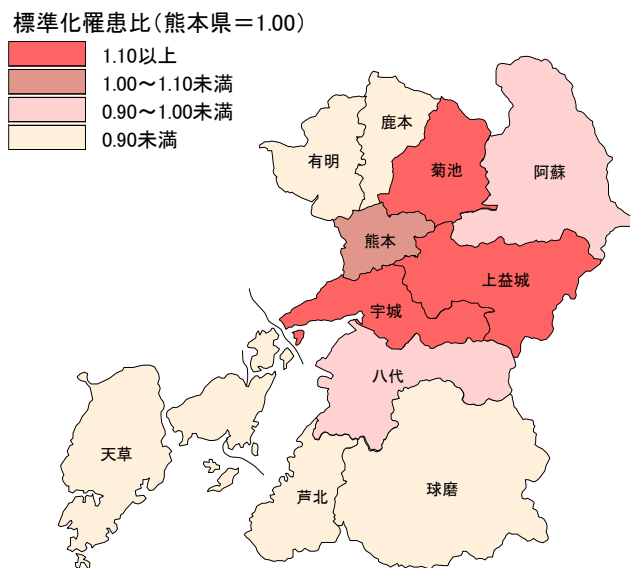 標準化罹患比（熊本県＝1.00）
1.10以上
1.00～1.10未満
0.90～1.00未満
0.90未満
鹿本
有明
菊池
阿蘇
熊本
上益城
宇城
八代
天草
芦北
球磨